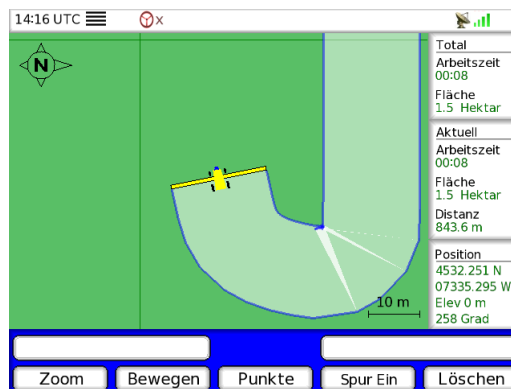 14:16 UTC
x
N
10 m
Total
Arbeitszeit
00:08
Fläche
1.5 Hektar
Aktuell
Arbeitszeit
00:08
Fläche
1.5 Hektar
Distanz
843.6 m
Position
4532.251 N
07335.295 W
Elev 0 m
258 Grad
Zoom
Bewegen
Punkte
Spur Ein
Löschen